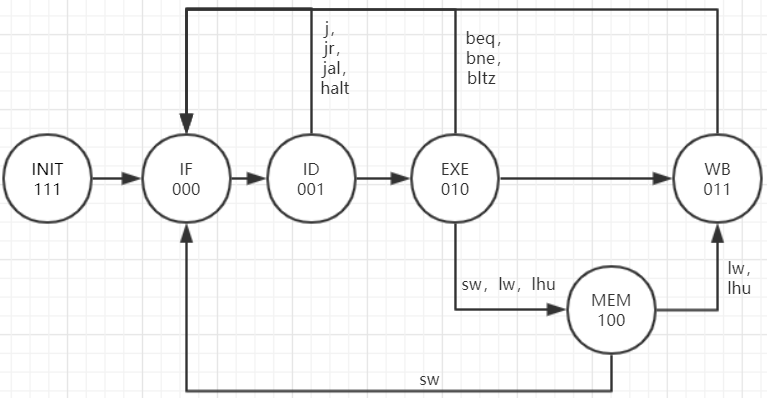 j,
jr,
jal,
halt
beq,
bne,
bltz
INIT
111
IF
000
ID
001
EXE
010
WB
011
sw, lw, lhu
MEM
100
lw,
lhu
sw